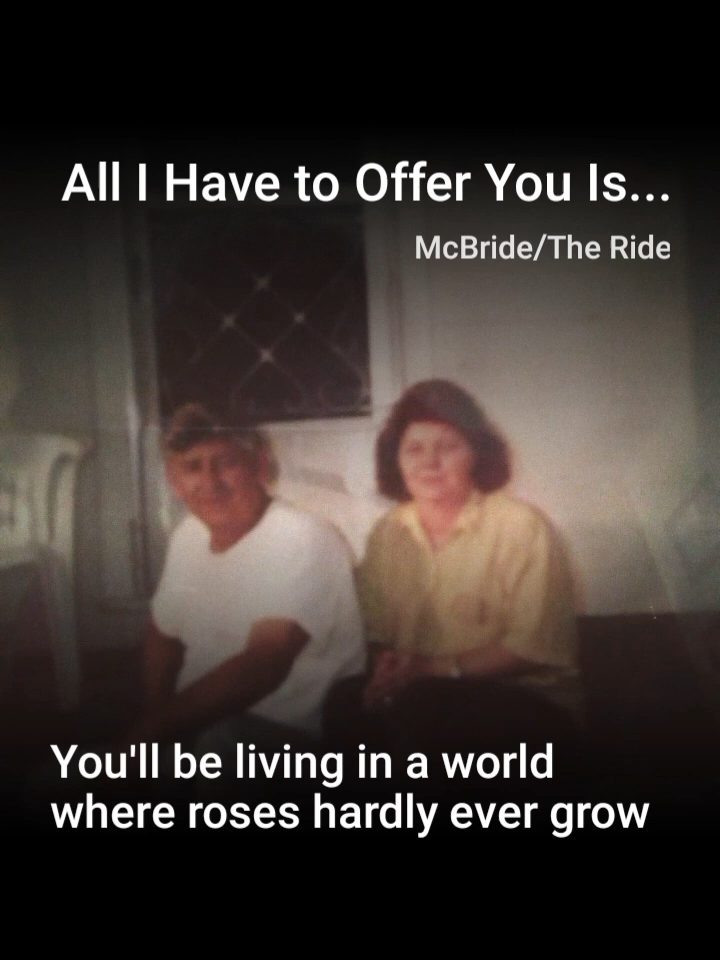 All I Have to Offer You Is...
McBride/The Ride
You'll be living in a world
where roses hardly ever grow